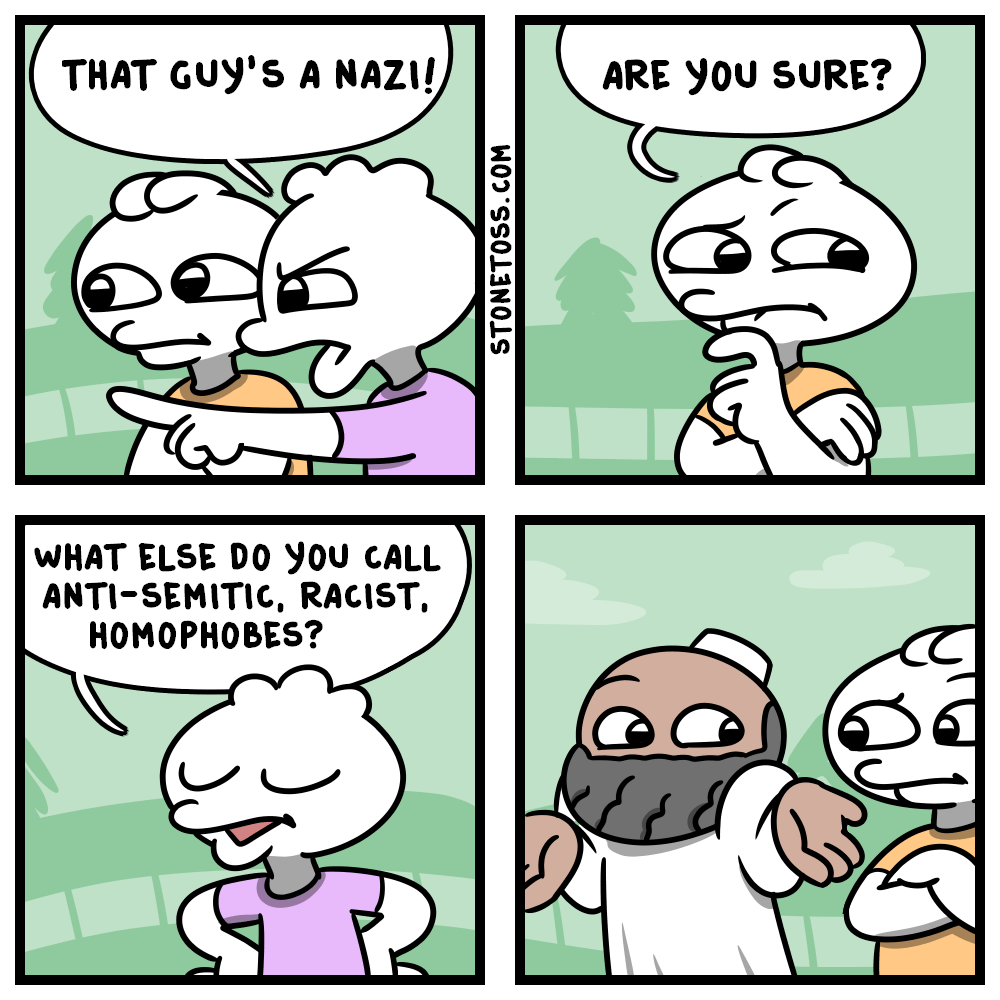 THAT GUY'S A NAZI!
ARE YOU SURE?
STONETOSS.COM
WHAT ELSE DO YOU CALL
ANTI-SEMITIC, RACIST,
HOMOPHOBES?